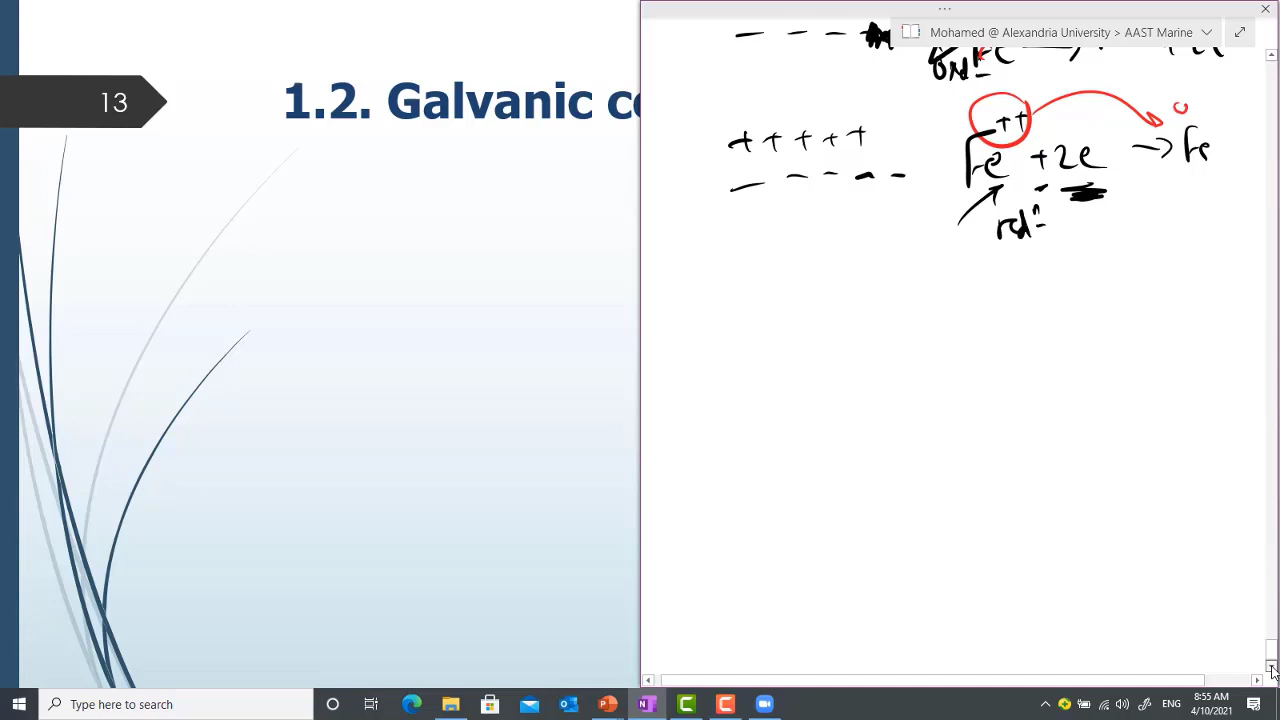 13
1.2. Galvanic co
Mohamed @ Alexandria University > AAST Marine
- - - -
+ + + + +
- - - - -
Fe++ + 2e → Fe°
redn
Type here to search
8:55 AM
4/10/2021